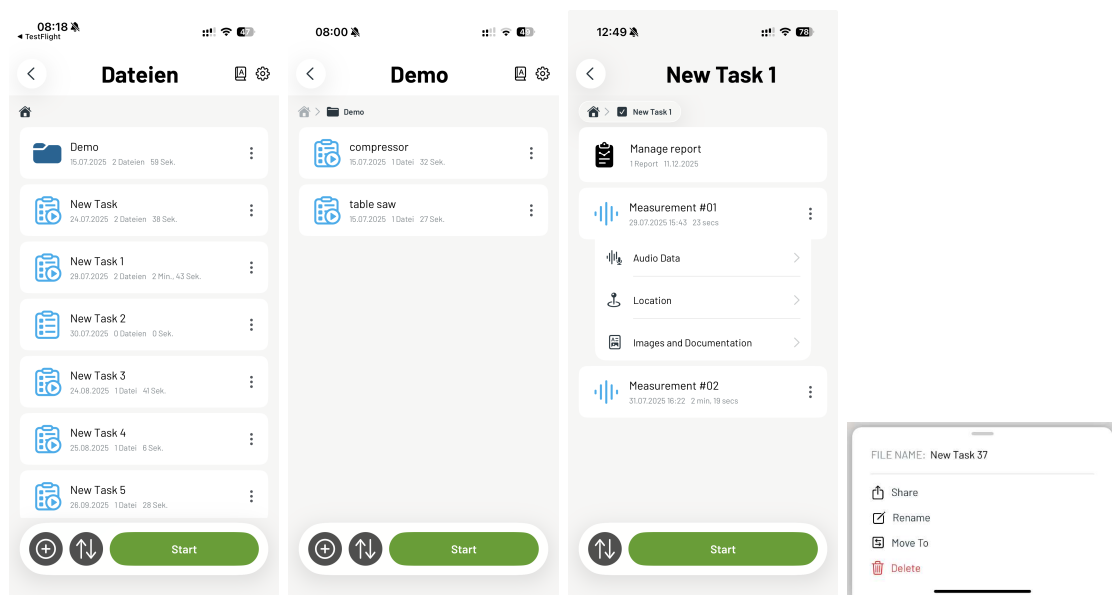 08:18
TestFlight
47
Dateien
Demo
15.07.2025 2 Dateien 59 Sek.
New Task
24.07.2025 2 Dateien 38 Sek.
New Task 1
29.07.2025 2 Dateien 2 Min., 43 Sek.
New Task 2
30.07.2025 0 Dateien 0 Sek.
New Task 3
24.08.2025 1 Datei 41 Sek.
New Task 4
25.08.2025 1 Datei 6 Sek.
New Task 5
26.09.2025 1 Datei 28 Sek.
Start
08:00
Demo
Demo
compressor
15.07.2025 1 Datei 32 Sek.
table saw
15.07.2025 1 Datei 27 Sek.
Start
12:49
78
New Task 1
New Task 1
Manage report
1 Report 11.12.2025
Measurement #01
29.07.2025 15:43 23 secs
Audio Data
Location
Images and Documentation
Measurement #02
31.07.2025 16:22 2 min, 19 secs
Start
FILE NAME: New Task 37
Share
Rename
Move To
Delete